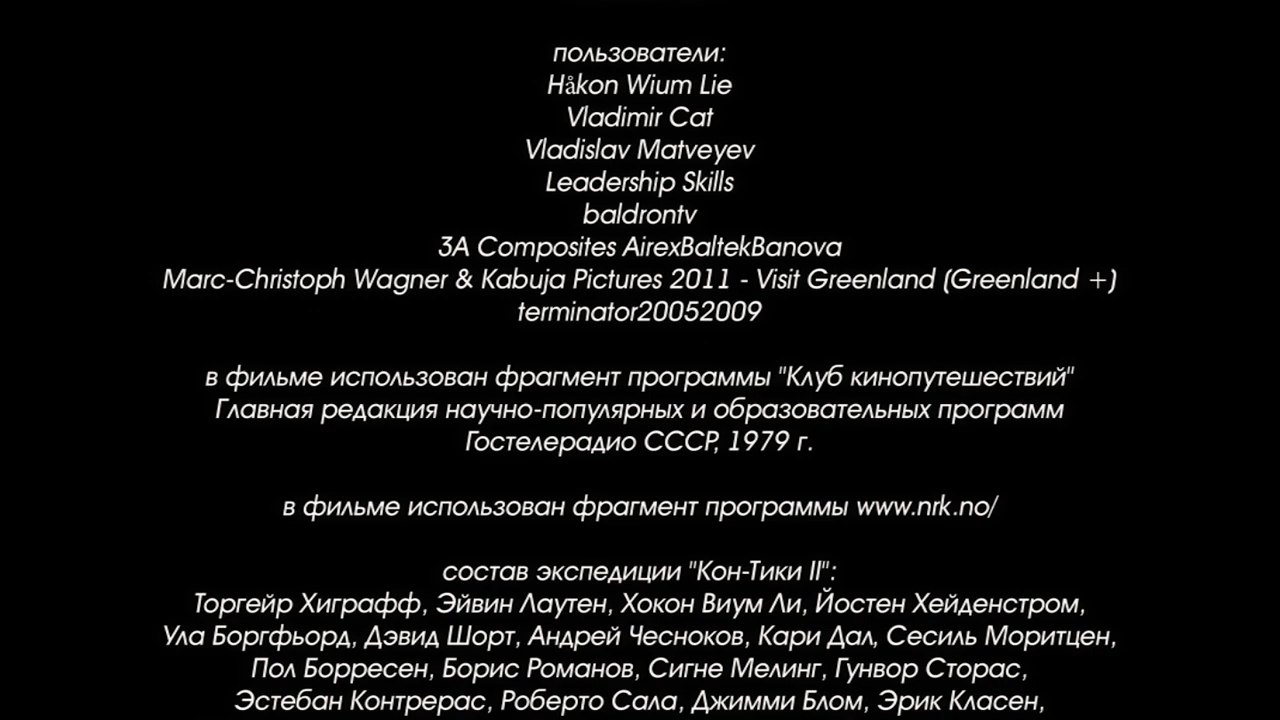 пользователи:
Håkon Wium Lie
Vladimir Cat
Vladislav Matveyev
Leadership Skills
baldrontv
3A Composites AirexBaltekBanova
Marc-Christoph Wagner & Kabuja Pictures 2011 - Visit Greenland (Greenland +)
terminator20052009
в фильме использован фрагмент программы "Клуб кинопутешествий"
Главная редакция научно-популярных и образовательных программ
Гостелерадио СССР, 1979 г.
в фильме использован фрагмент программы www.nrk.no/
состав экспедиции "Кон-Тики II":
Торгейр Хиграфф, Эйвин Лаутен, Хокон Виум Ли, Йостен Хейденстром,
Ула Боргфьорд, Дэвид Шорт, Андрей Чесноков, Кари Дал, Сесиль Моритцен,
Пол Борресен, Борис Романов, Сигне Мелинг, Гунвор Сторас,
Эстебан Контрерас, Роберто Сала, Джимми Блом, Эрик Класен,